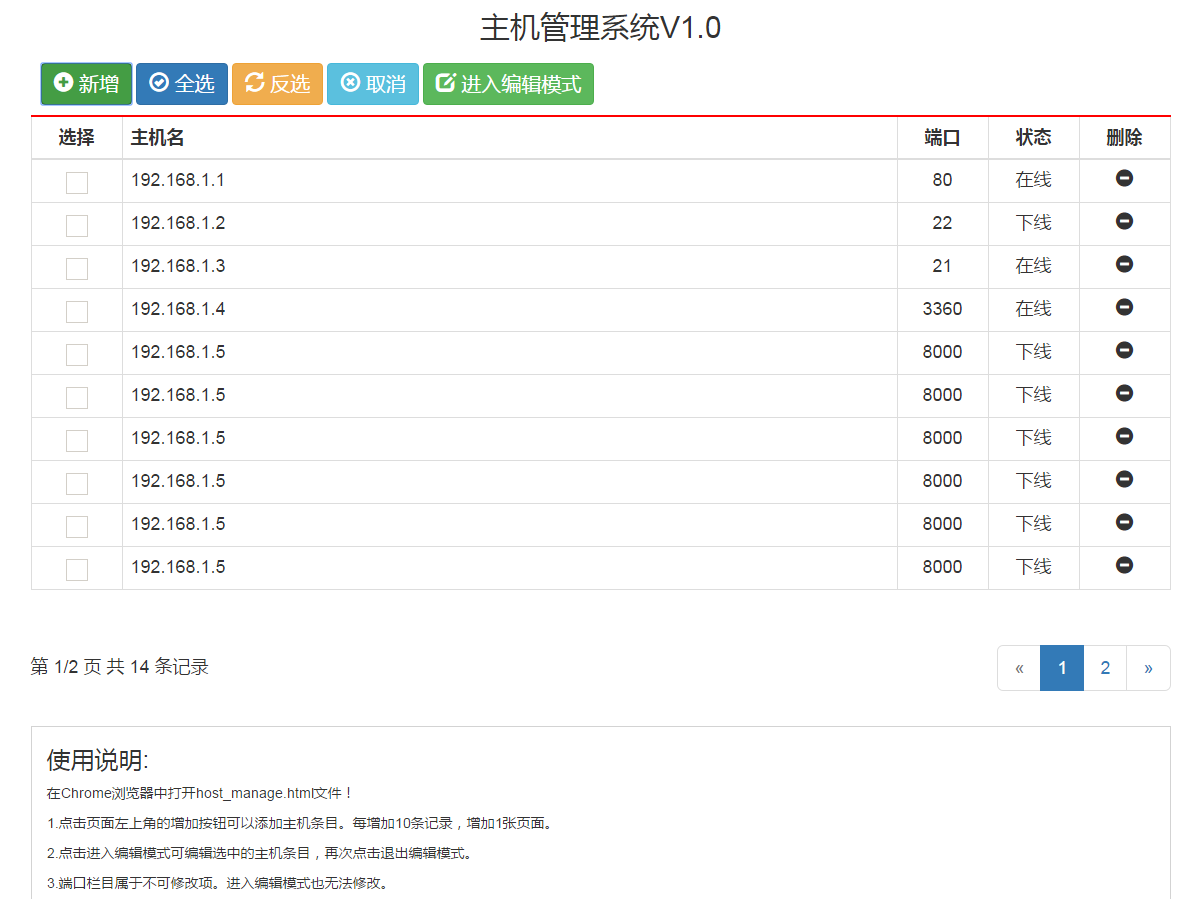 主机管理系统V1.0
新增 全选 反选 取消 进入编辑模式
选择 主机名 端口 状态 删除
192.168.1.1 80 在线
192.168.1.2 22 下线
192.168.1.3 21 在线
192.168.1.4 3360 在线
192.168.1.5 8000 下线
192.168.1.5 8000 下线
192.168.1.5 8000 下线
192.168.1.5 8000 下线
192.168.1.5 8000 下线
192.168.1.5 8000 下线
第 1/2 页 共 14 条记录 « 1 2 »
使用说明:
在Chrome浏览器中打开host_manage.html文件！
1.点击页面左上角的增加按钮可以添加主机条目。每增加10条记录，增加1张页面。
2.点击进入编辑模式可编辑选中的主机条目，再次点击退出编辑模式。
3.端口栏目属于不可修改项。进入编辑模式也无法修改。